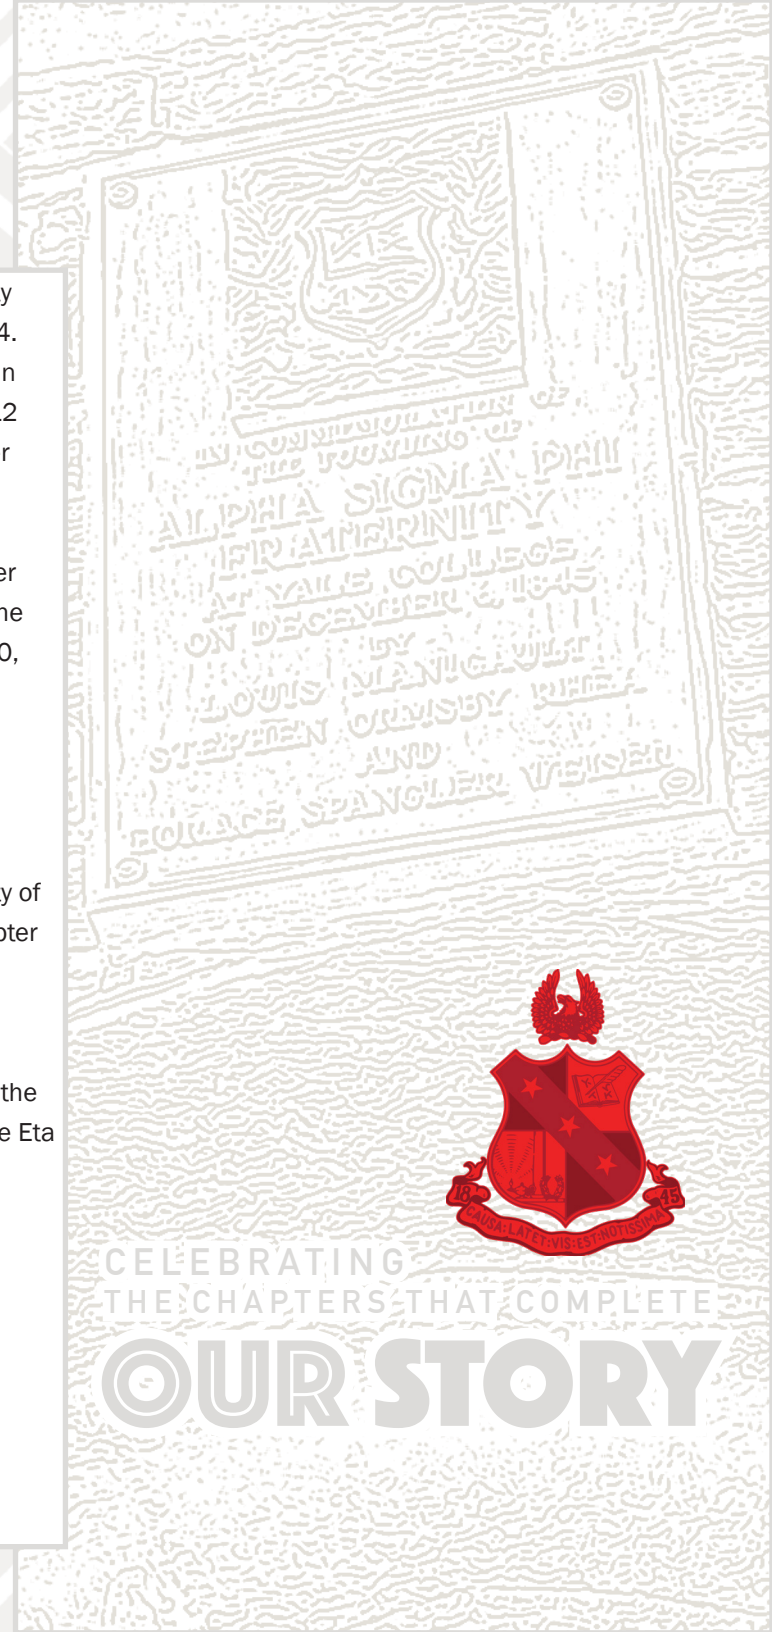 y
4.
n
2
r
er
ne
0,
y of
pter
the
e Eta
IN COMMEMORATION OF
THE FOUNDING OF
ALPHA SIGMA PHI
FRATERNITY
AT YALE COLLEGE
ON DECEMBER 6, 1845
BY
LOUIS MANIGAULT
STEPHEN ORMSBY RHEA
AND
HORACE SPANGLER WEISER
18 45
CAUSA:LATET:VIS:EST:NOTISSIMA
CELEBRATING
THE CHAPTERS THAT COMPLETE
OUR STORY